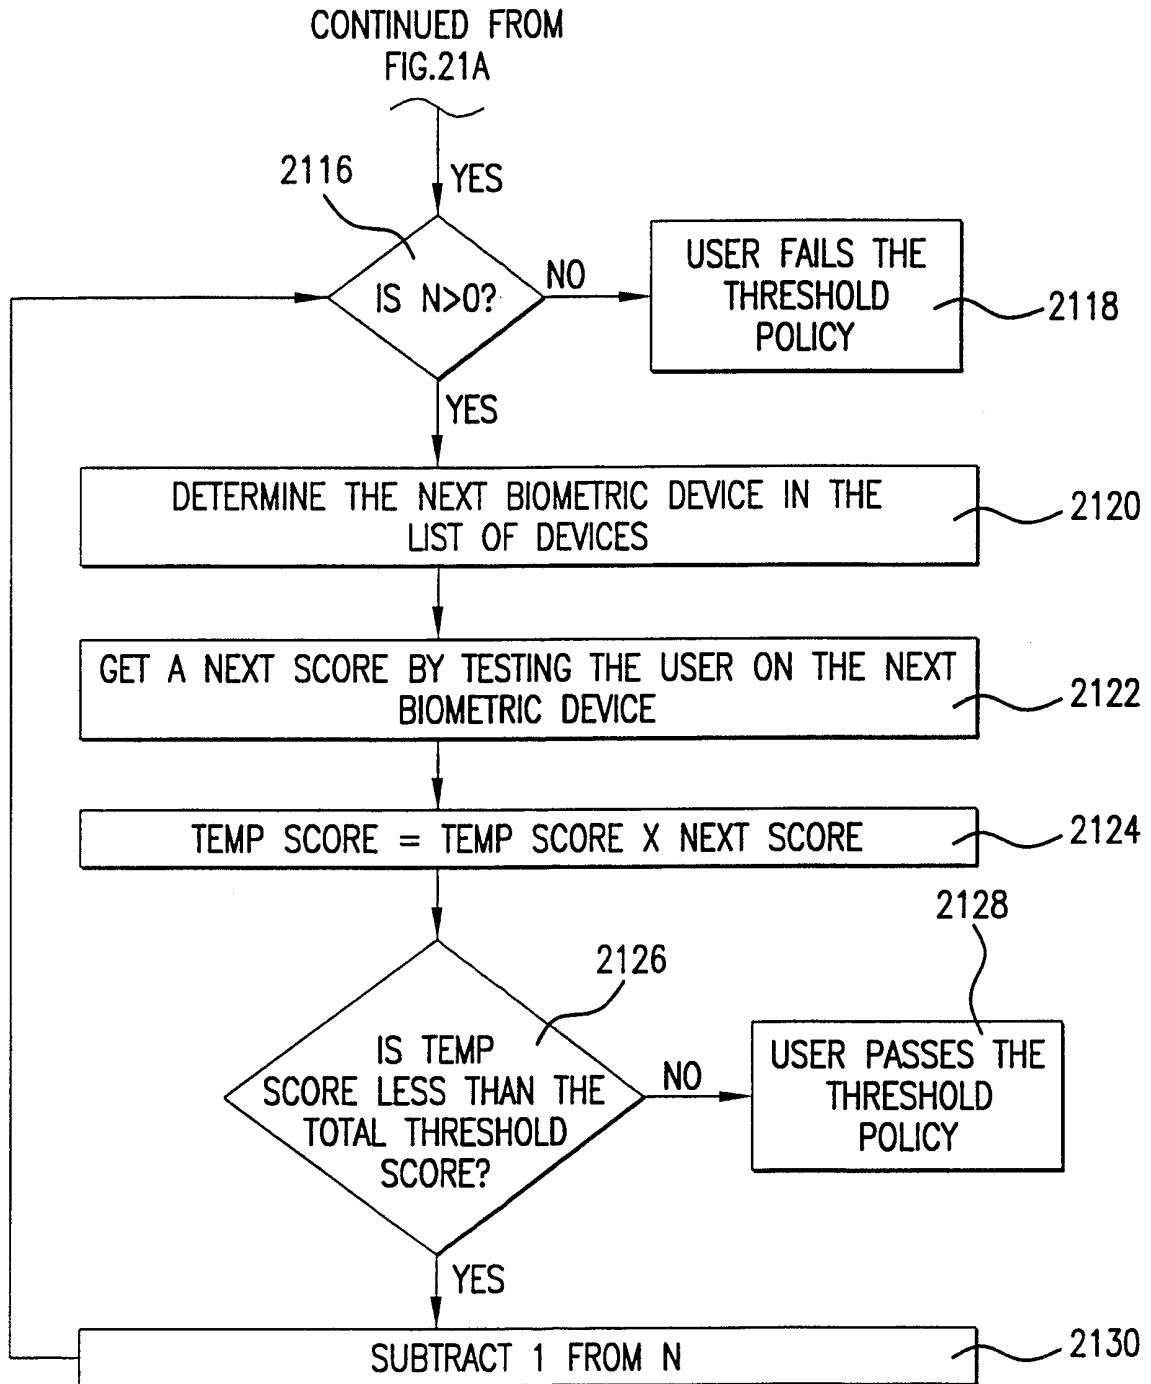 CONTINUED FROM
FIG.21A
YES
2116
IS N>0?
NO
USER FAILS THE
THRESHOLD
POLICY
2118
YES
DETERMINE THE NEXT BIOMETRIC DEVICE IN THE
LIST OF DEVICES
2120
GET A NEXT SCORE BY TESTING THE USER ON THE NEXT
BIOMETRIC DEVICE
2122
TEMP SCORE = TEMP SCORE X NEXT SCORE
2124
2126
IS TEMP
SCORE LESS THAN THE
TOTAL THRESHOLD
SCORE?
NO
2128
USER PASSES THE
THRESHOLD
POLICY
YES
SUBTRACT 1 FROM N
2130